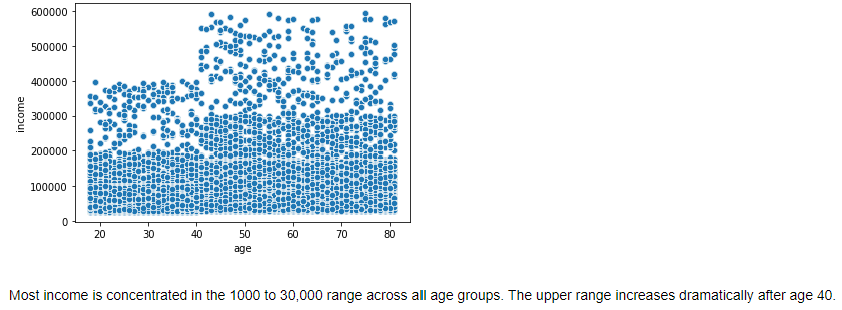 600000
500000
400000
300000
200000
100000
0
income
20 30 40 50 60 70 80
age
Most income is concentrated in the 1000 to 30,000 range across all age groups. The upper range increases dramatically after age 40.